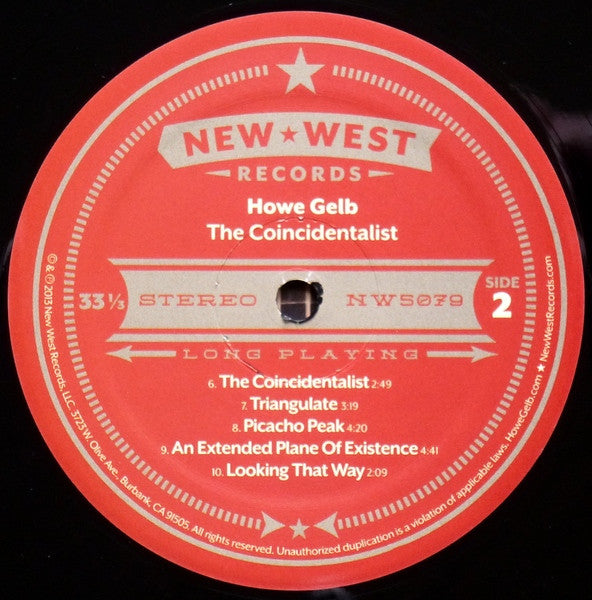 NEW★WEST
RECORDS
Howe Gelb
The Coincidentalist
33 1/3 STEREO NW5079 SIDE 2
LONG PLAYING
6. The Coincidentalist 2:49
7. Triangulate 3:19
8. Picacho Peak 4:20
9. An Extended Plane Of Existence 4:41
10. Looking That Way 2:09
© & ℗ 2013 New West Records, LLC. 3723 W. Olive Ave., Burbank, CA 91505. All rights reserved. Unauthorized duplication is a violation of applicable laws. HoweGelb.com ★ NewWestRecords.com